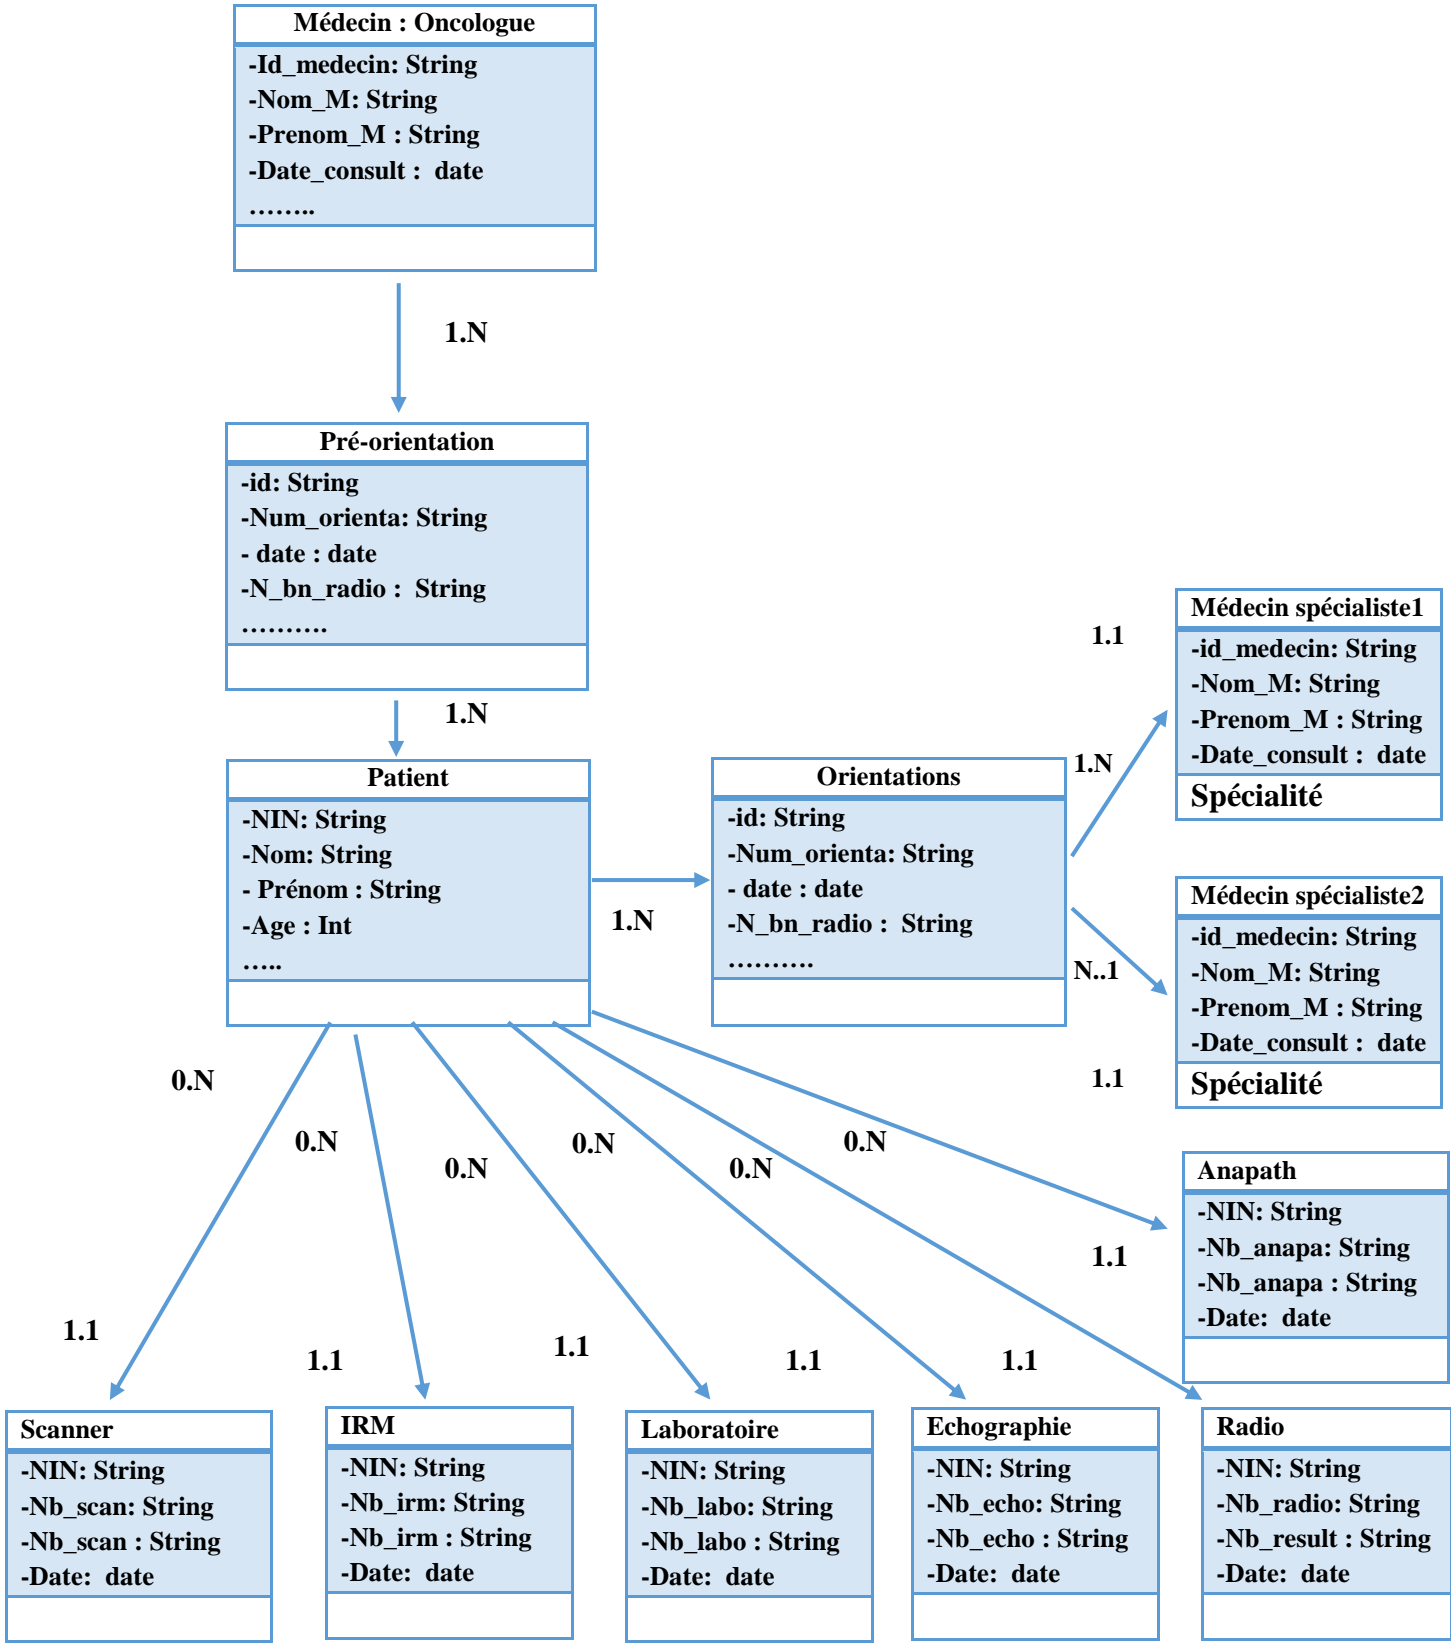 Médecin : Oncologue
-Id_medecin: String
-Nom_M: String
-Prenom_M : String
-Date_consult :  date
……..
1.N
Pré-orientation
-id: String
-Num_orienta: String
- date : date
-N_bn_radio :  String
……….
1.N
Patient
-NIN: String
-Nom: String
- Prénom : String
-Age : Int
…..
1.N
Orientations
-id: String
-Num_orienta: String
- date : date
-N_bn_radio :  String
……….
1.N
1.1
Médecin spécialiste1
-id_medecin: String
-Nom_M: String
-Prenom_M : String
-Date_consult :  date
Spécialité
N..1
1.1
Médecin spécialiste2
-id_medecin: String
-Nom_M: String
-Prenom_M : String
-Date_consult :  date
Spécialité
0.N
0.N
0.N
0.N
0.N
0.N
1.1
1.1
1.1
1.1
1.1
1.1
Anapath
-NIN: String
-Nb_anapa: String
-Nb_anapa : String
-Date:  date
Scanner
-NIN: String
-Nb_scan: String
-Nb_scan : String
-Date:  date
IRM
-NIN: String
-Nb_irm: String
-Nb_irm : String
-Date:  date
Laboratoire
-NIN: String
-Nb_labo: String
-Nb_labo : String
-Date:  date
Echographie
-NIN: String
-Nb_echo: String
-Nb_echo : String
-Date:  date
Radio
-NIN: String
-Nb_radio: String
-Nb_result : String
-Date:  date